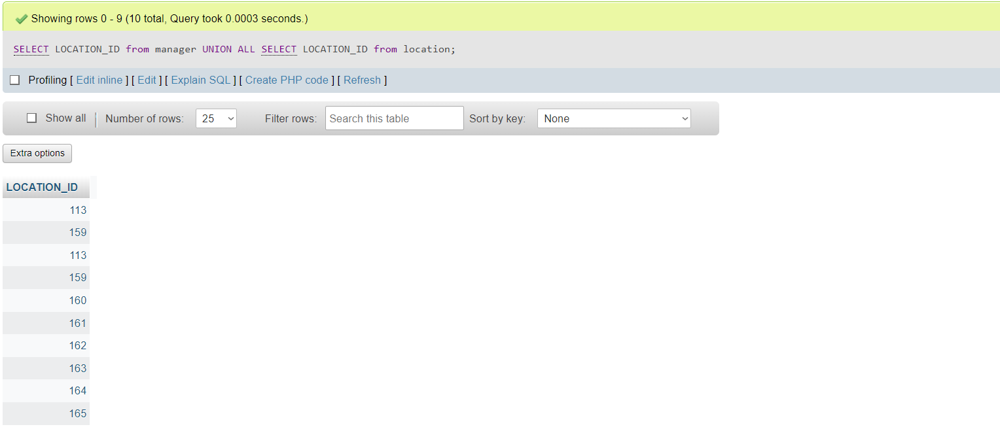 Showing rows 0 - 9 (10 total, Query took 0.0003 seconds.)
SELECT LOCATION_ID from manager UNION ALL SELECT LOCATION_ID from location;
Profiling [ Edit inline ] [ Edit ] [ Explain SQL ] [ Create PHP code ] [ Refresh ]
Show all | Number of rows: 25 Filter rows: Search this table Sort by key: None
Extra options
LOCATION_ID
113
159
113
159
160
161
162
163
164
165